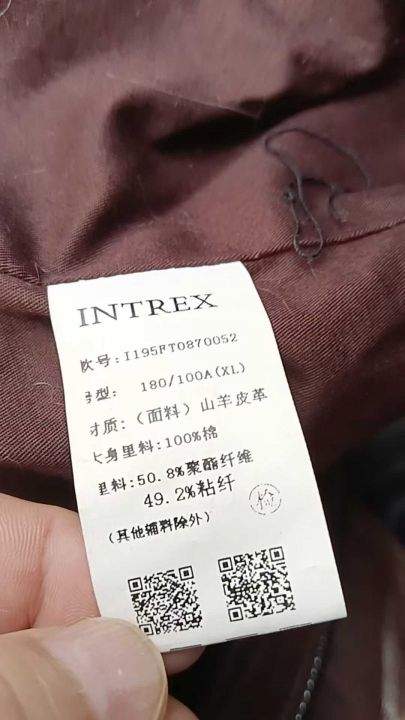 INTREX
款号:I195FT0870052
号型: 180/100A(XL)
材质:(面料)山羊皮革
大身里料:100%棉
里料:50.8%聚酯纤维
49.2%粘纤
检
(其他辅料除外)